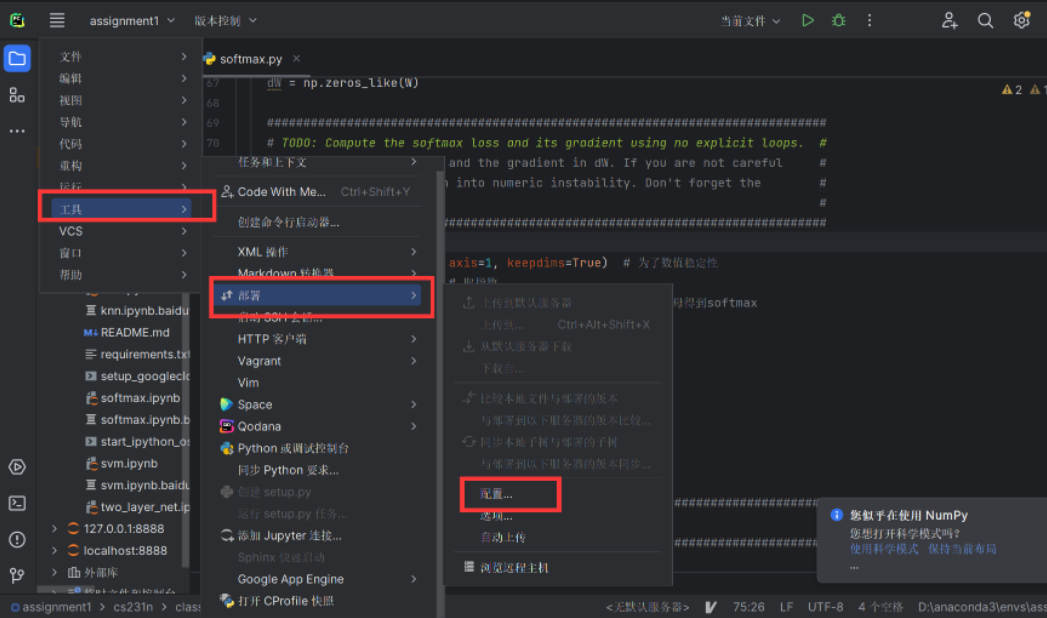 assignment1 版本控制 当前文件
文件
编辑
视图
导航
代码
重构
运行
工具
VCS
窗口
帮助
softmax.py
67 dW = np.zeros_like(W)
68
69 #############################################################################
70 # TODO: Compute the softmax loss and its gradient using no explicit loops. #
and the gradient in dW. If you are not careful #
into numeric instability. Don't forget the #
#
axis=1, keepdims=True) # 为了数值稳定性
母得到softmax
2
任务和上下文
Code With Me... Ctrl+Shift+Y
创建命令行启动器...
XML 操作
Markdown 转换器
部署
启动 SSH 会话...
HTTP 客户端
Vagrant
Vim
Space
Qodana
Python 或调试控制台
同步 Python 要求...
创建 setup.py
运行 setup.py 任务...
添加 Jupyter 连接...
Sphinx 快速启动
Google App Engine
打开 CProfile 快照
上传到默认服务器
上传到... Ctrl+Alt+Shift+X
从默认服务器下载
下载自...
比较本地文件与部署的版本
与部署到以下服务器的版本比较...
同步本地子树与部署的子树
与部署到以下服务器的版本同步...
配置...
选项...
自动上传
浏览远程主机
knn.ipynb.baidu
README.md
requirements.txt
setup_googleclo
softmax.ipynb
softmax.ipynb.b
start_ipython_os
svm.ipynb
svm.ipynb.baidu
two_layer_net.ip
127.0.0.1:8888
localhost:8888
外部库
临时文件和控制台
您似乎在使用 NumPy
您想打开科学模式吗?
使用科学模式 保持当前布局
...
assignment1 > cs231n > class
<无默认服务器> 75:26 LF UTF-8 4 个空格 D:\anaconda3\envs\ass